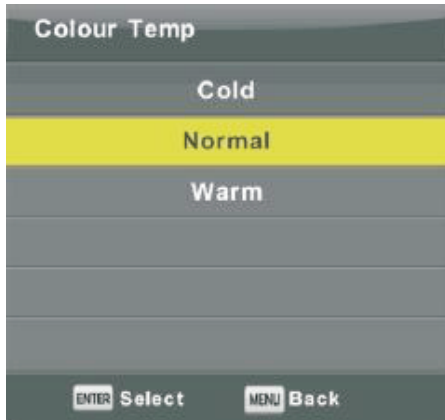 Colour Temp
Cold
Normal
Warm
ENTER Select MENU Back